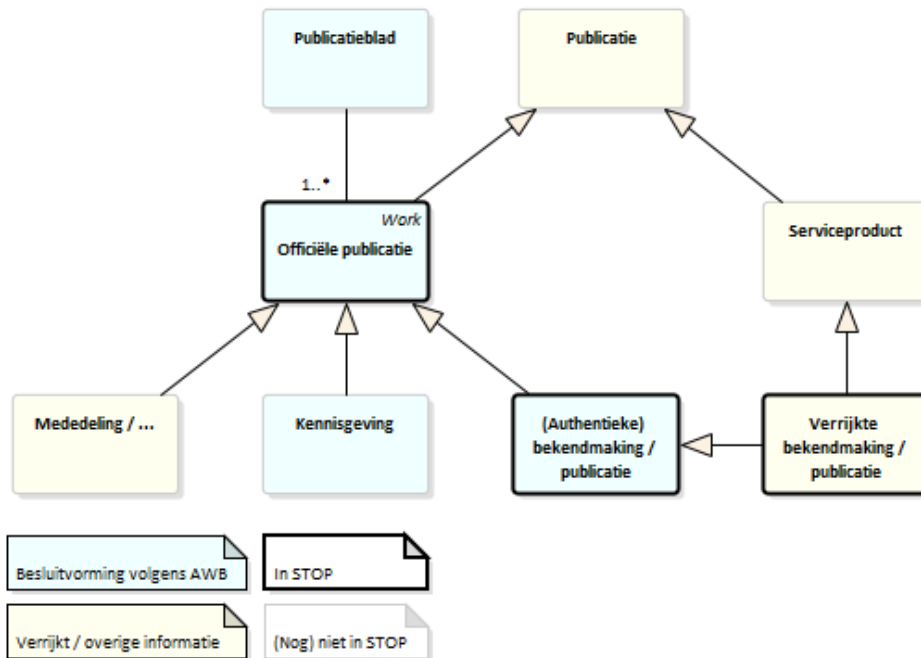 Publicatieblad
Publicatie
1..*
Work
Officiële publicatie
Serviceproduct
Mededeling / ...
Kennisgeving
(Authentieke)
bekendmaking /
publicatie
Verrijkte
bekendmaking /
publicatie
Besluitvorming volgens AWB
In STOP
Verrijkt / overige informatie
(Nog) niet in STOP